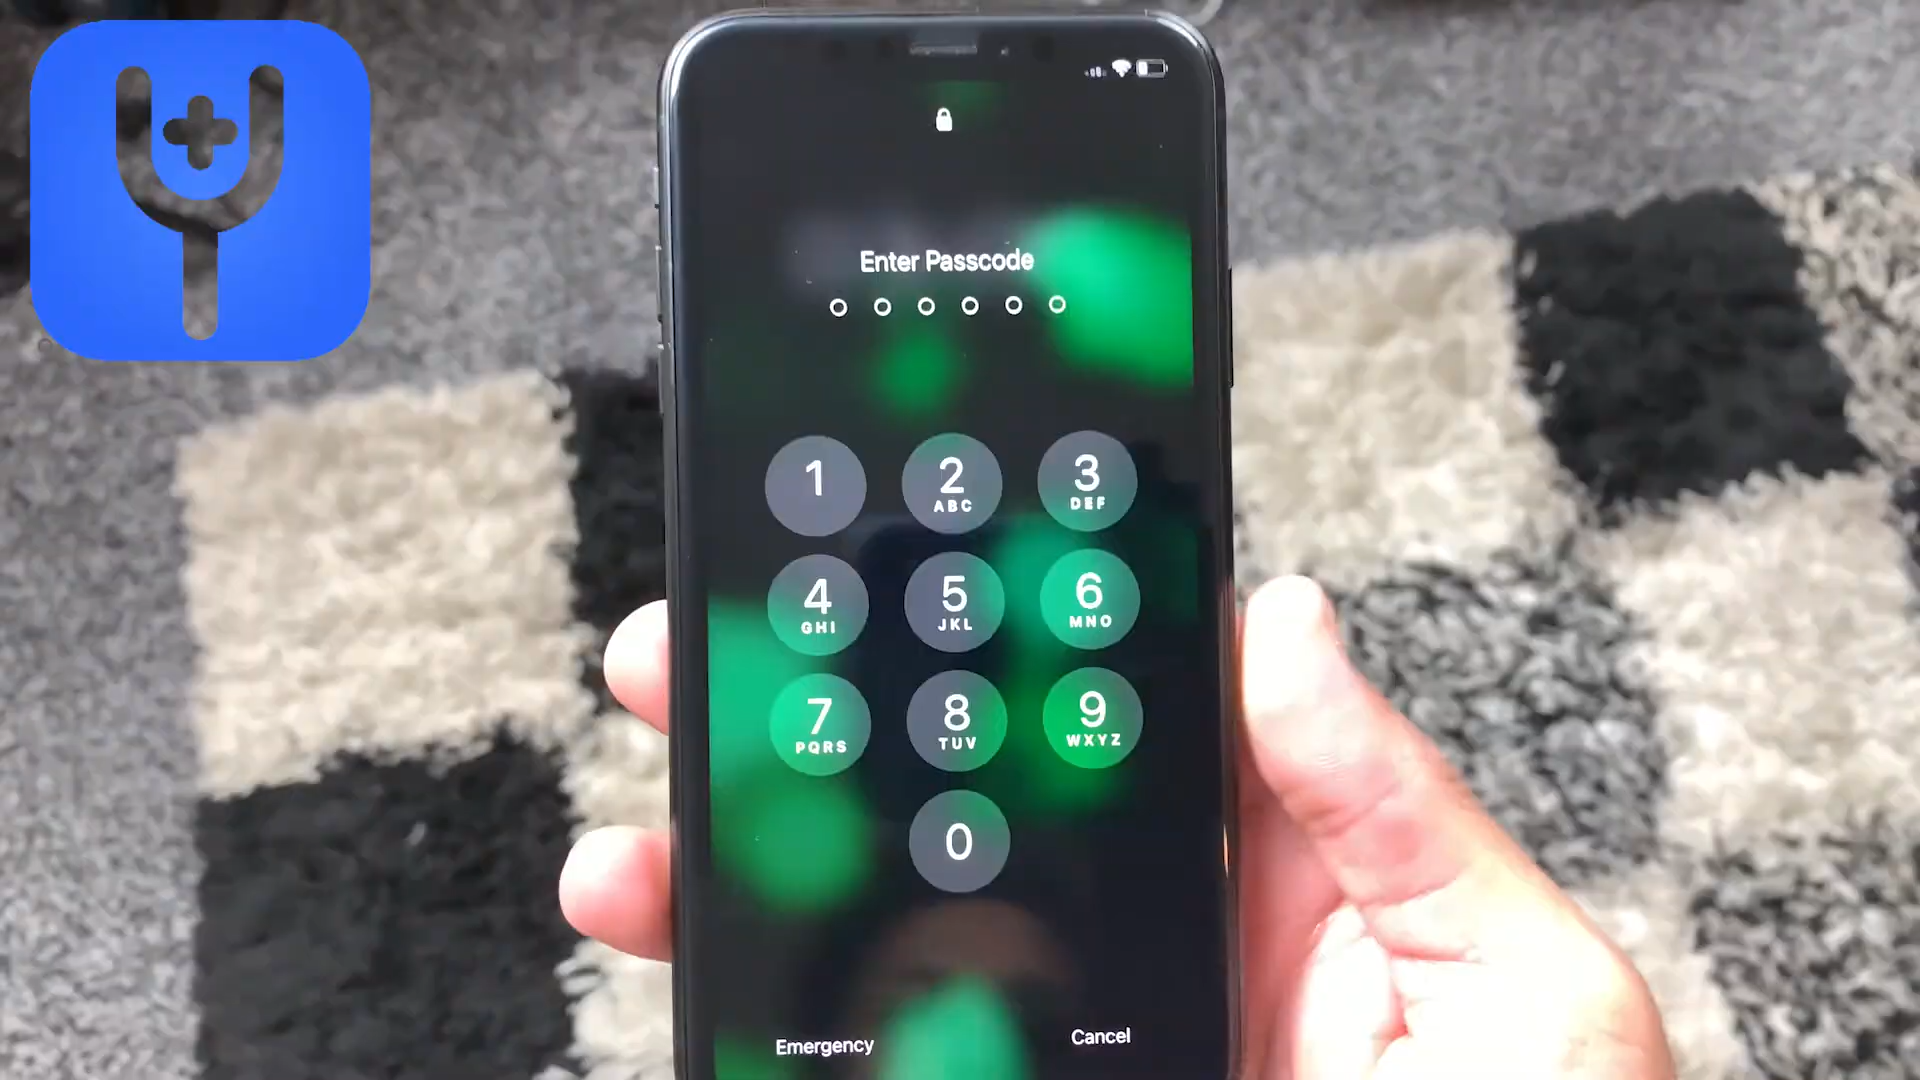 Enter Passcode
1
2
ABC
3
DEF
4
GHI
5
JKL
6
MNO
7
PQRS
8
TUV
9
WXYZ
0
Emergency
Cancel